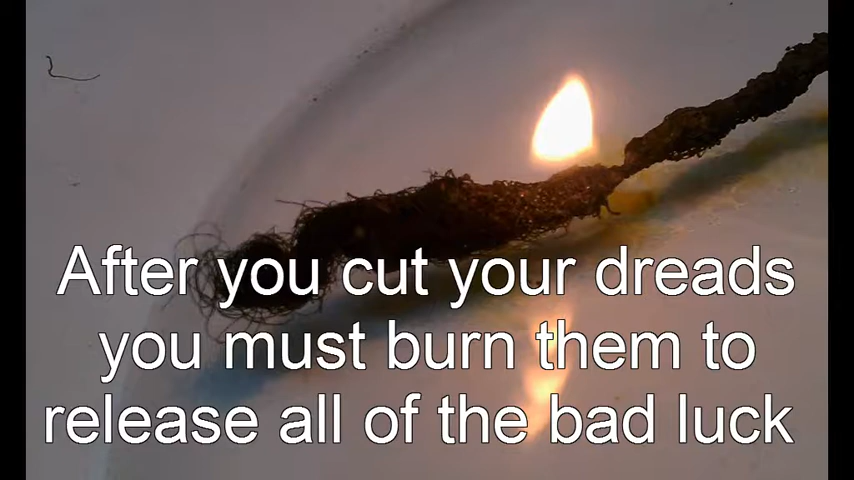 After you cut your dreads
you must burn them to
release all of the bad luck